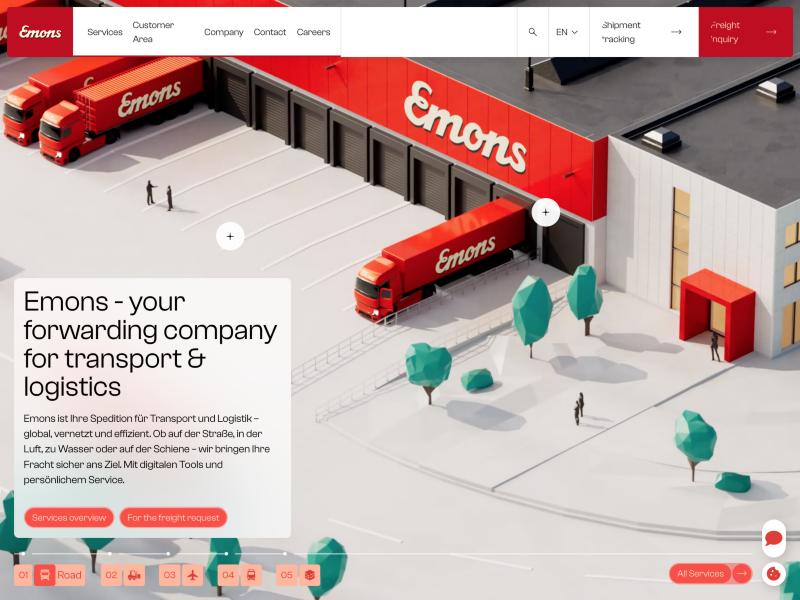 Emons
Services
Customer
Area
Company
Contact
Careers
EN
Shipment
Tracking
Freight
Inquiry
Emons
Emons
Emons
Emons - your
forwarding company
for transport &
logistics
Emons ist Ihre Spedition für Transport und Logistik –
global, vernetzt und effizient. Ob auf der Straße, in der
Luft, zu Wasser oder auf der Schiene – wir bringen Ihre
Fracht sicher ans Ziel. Mit digitalen Tools und
persönlichem Service.
Services overview
For the freight request
01
Road
02
03
04
05
All Services